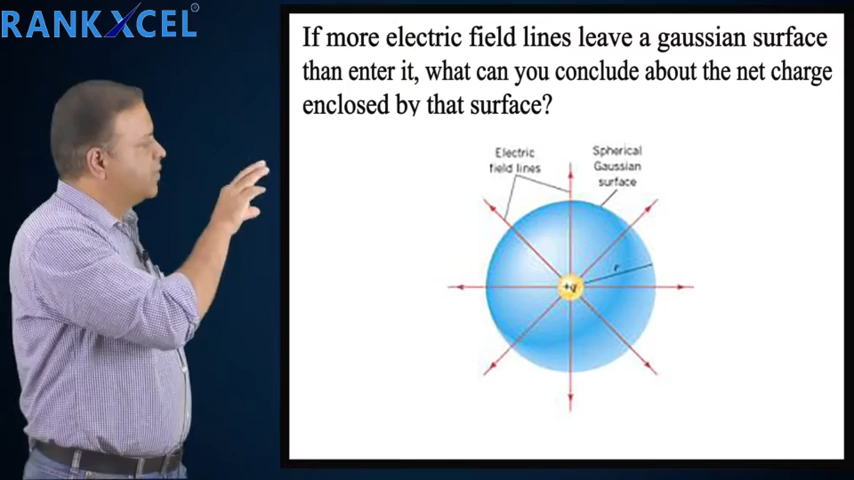 RANKXCEL
If more electric field lines leave a gaussian surface
than enter it, what can you conclude about the net charge
enclosed by that surface?
Electric
field lines
Spherical
Gaussian
surface
r
+q